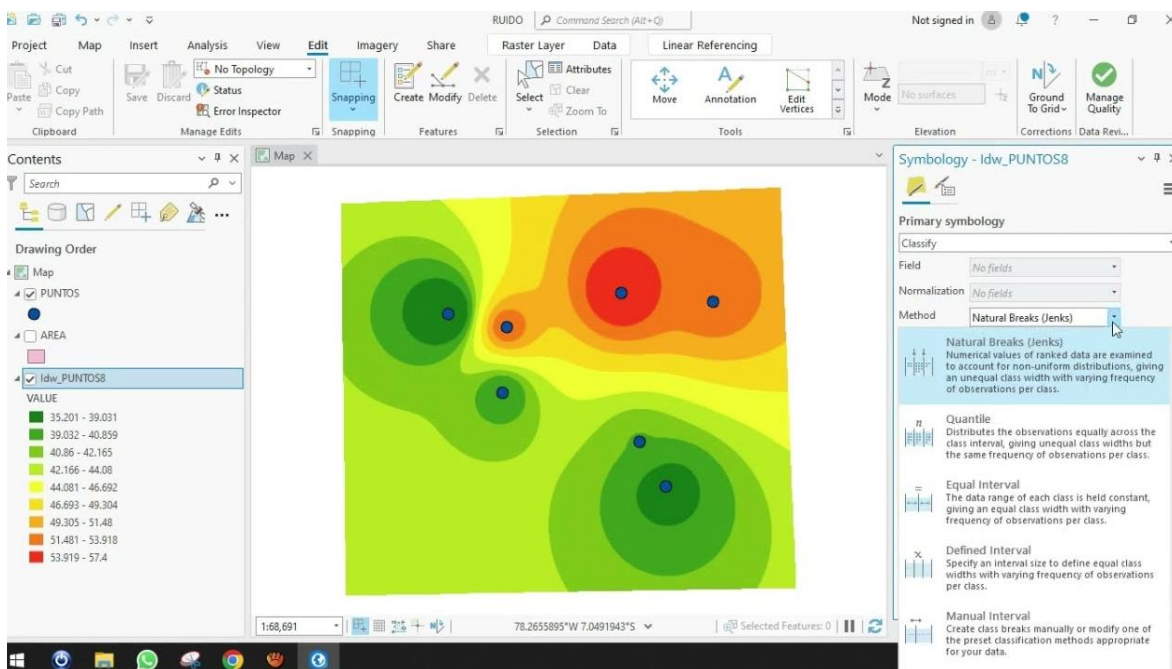 RUIDO
Command Search (Alt+Q)
Not signed in
?
Project Map Insert Analysis View Edit Imagery Share Raster Layer Data Linear Referencing
Paste
Cut
Copy
Copy Path
Clipboard
Save Discard
No Topology
Status
Error Inspector
Manage Edits
Snapping
Snapping
Create Modify Delete
Features
Select
Attributes
Clear
Zoom To
Selection
Move Annotation Edit
Vertices
Tools
Mode
No surfaces
Elevation
Ground
To Grid
Corrections
Manage
Quality
Data Revi...
Contents
Search
Drawing Order
Map
PUNTOS
AREA
Idw_PUNTOS8
VALUE
35.201 - 39.031
39.032 - 40.859
40.86 - 42.165
42.166 - 44.08
44.081 - 46.692
46.693 - 49.304
49.305 - 51.48
51.481 - 53.918
53.919 - 57.4
Map
1:68,691
78.2655895°W 7.0491943°S
Selected Features: 0
Symbology - Idw_PUNTOS8
Primary symbology
Classify
Field No fields
Normalization No fields
Method Natural Breaks (Jenks)
Natural Breaks (Jenks)
Numerical values of ranked data are examined
to account for non-uniform distributions, giving
an unequal class width with varying frequency
of observations per class.
n
Quantile
Distributes the observations equally across the
class interval, giving unequal class widths but
the same frequency of observations per class.
=
Equal Interval
The data range of each class is held constant,
giving an equal class width with varying
frequency of observations per class.
x
Defined Interval
Specify an interval size to define equal class
widths with varying frequency of observations
per class.
Manual Interval
Create class breaks manually or modify one of
the preset classification methods appropriate
for your data.